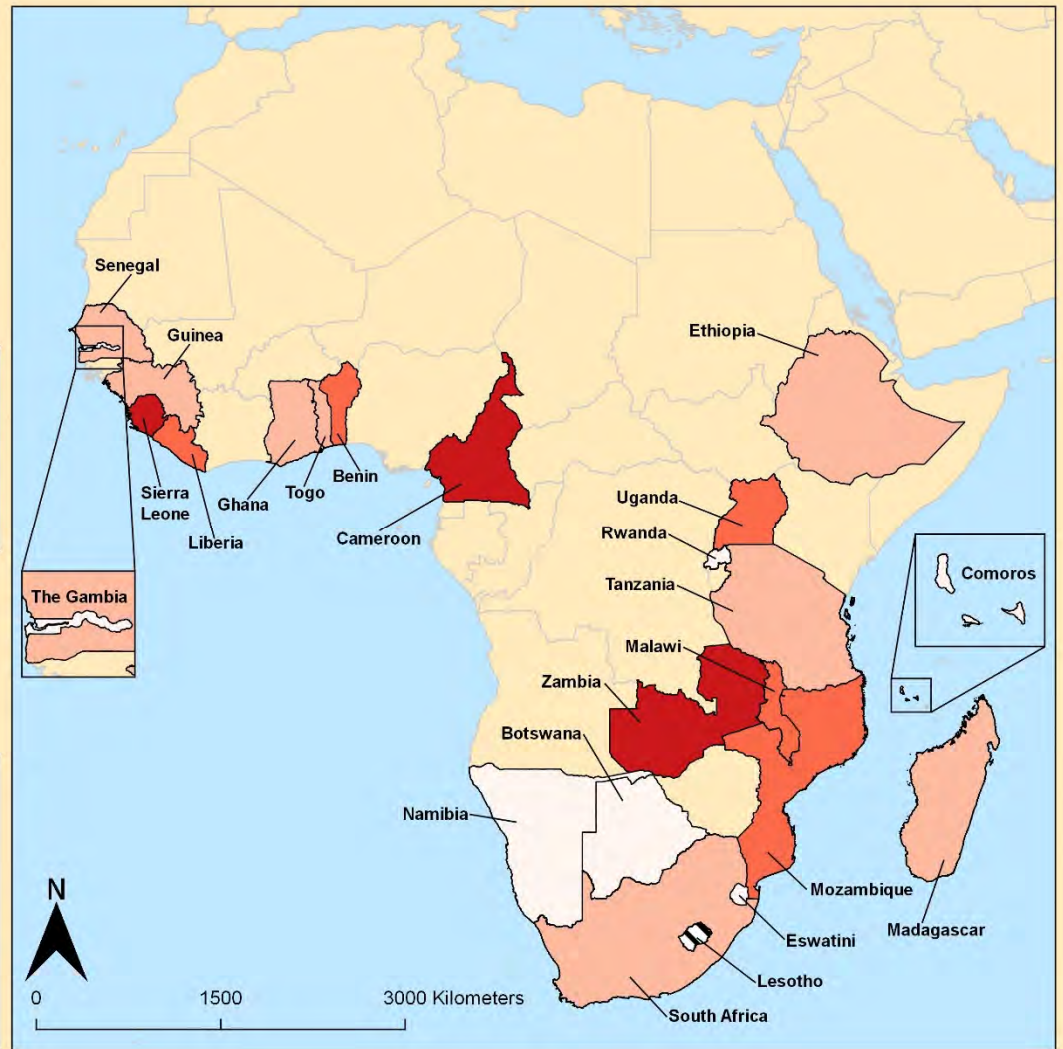 Senegal
Guinea
Ethiopia
Sierra
Leone
Liberia
Ghana
Togo
Benin
Cameroon
Uganda
Rwanda
Tanzania
Comoros
The Gambia
Malawi
Zambia
Botswana
Namibia
Mozambique
Madagascar
Eswatini
Lesotho
South Africa
N
0 1500 3000 Kilometers